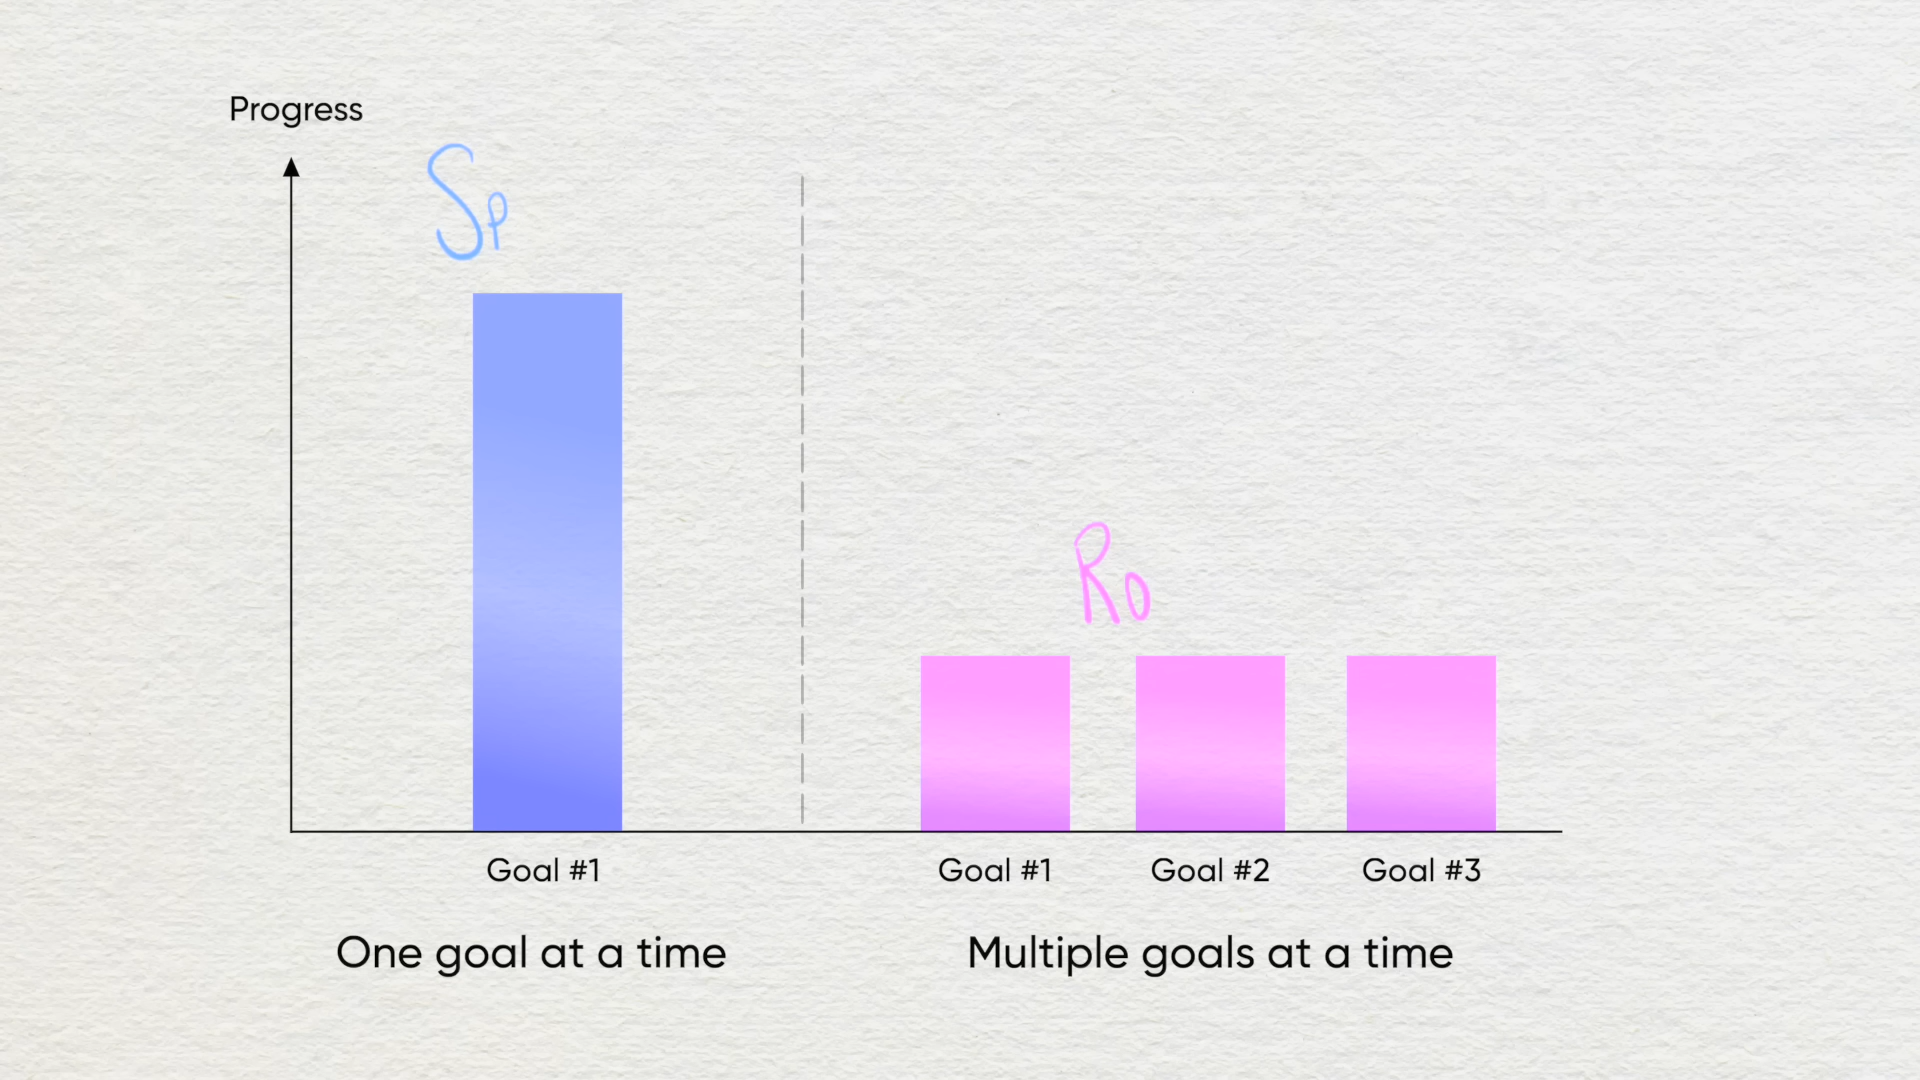 Progress
Sp
Ro
Goal #1
Goal #1
Goal #2
Goal #3
One goal at a time
Multiple goals at a time